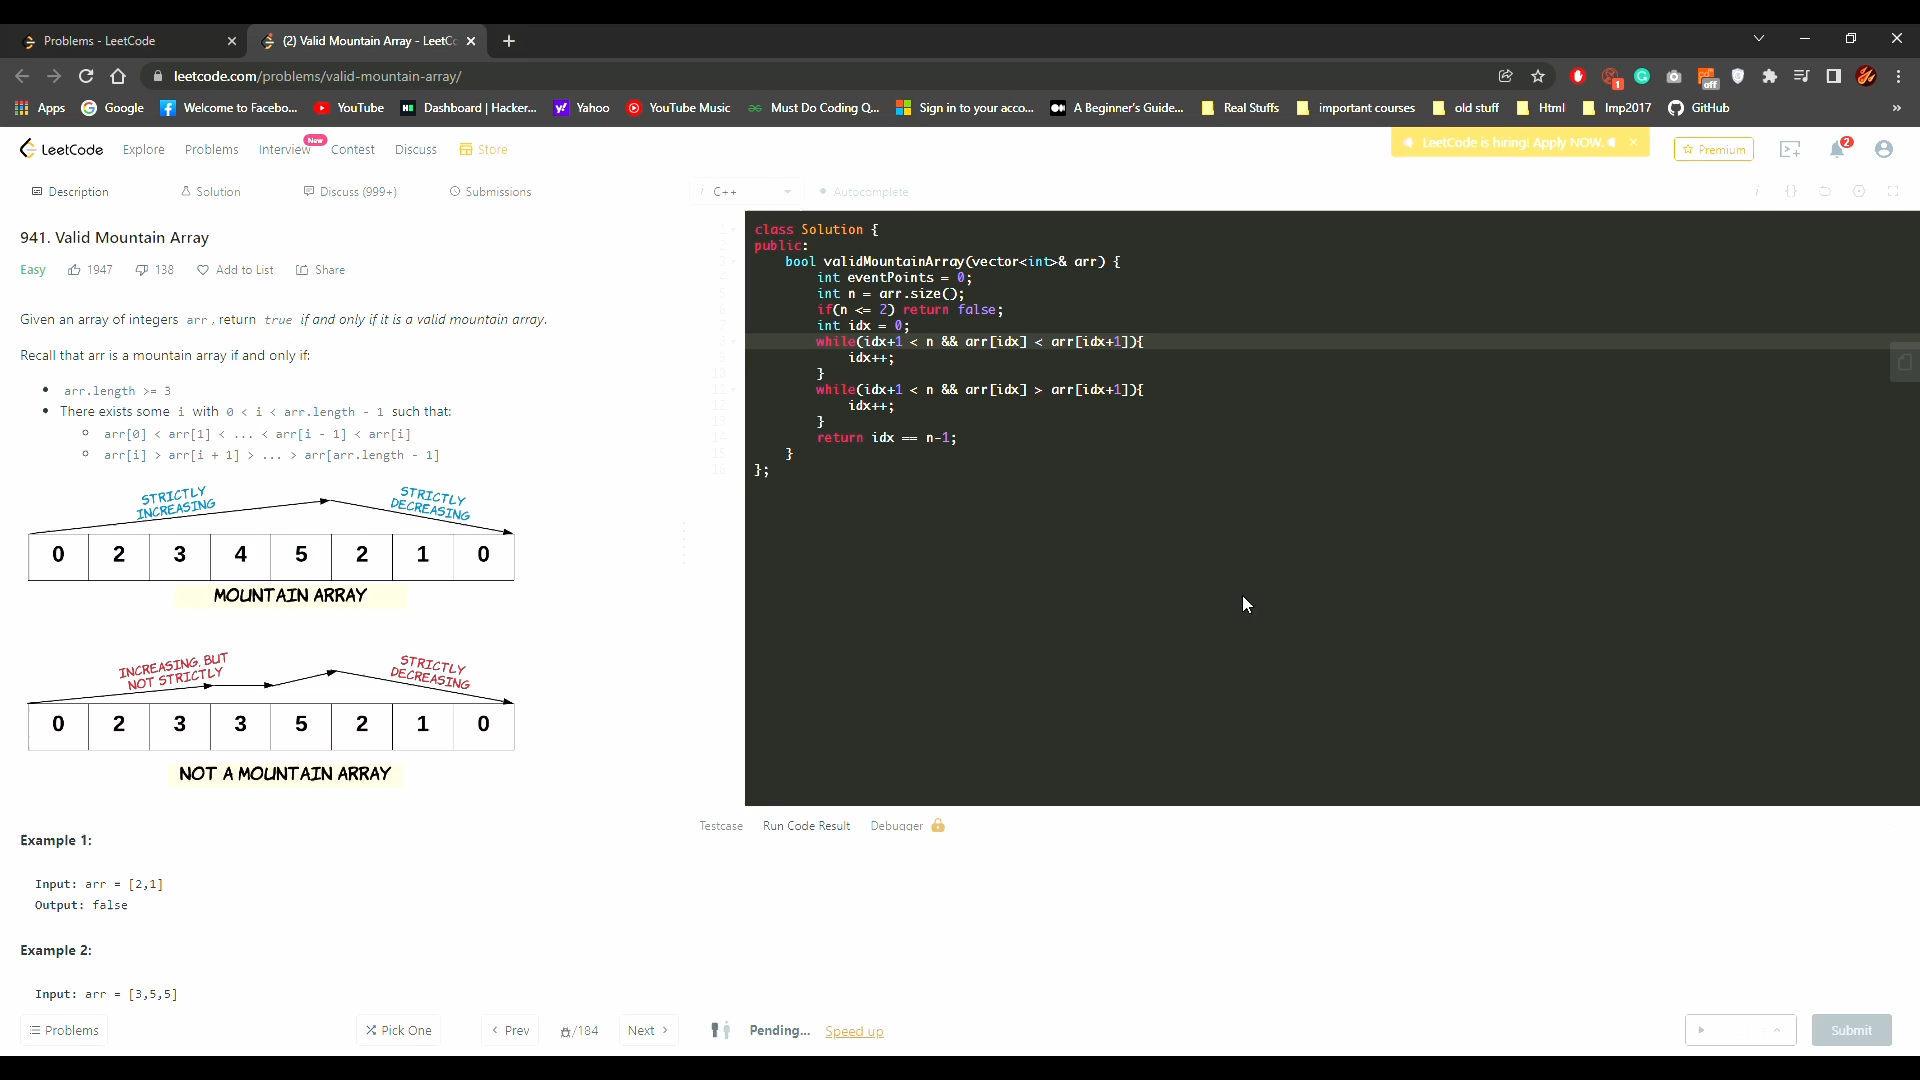 Problems - LeetCode
(2) Valid Mountain Array - LeetC
leetcode.com/problems/valid-mountain-array/
1
off
Apps Google Welcome to Facebo... YouTube Dashboard | Hacker... Yahoo YouTube Music Must Do Coding Q... Sign in to your acco... A Beginner's Guide... Real Stuffs important courses old stuff Html Imp2017 GitHub »
LeetCode Explore Problems Interview New Contest Discuss Store LeetCode is hiring! Apply NOW. Premium 2
Description Solution Discuss (999+) Submissions
i C++ Autocomplete
941. Valid Mountain Array
Easy 1947 138 Add to List Share
Given an array of integers arr, return true if and only if it is a valid mountain array.
Recall that arr is a mountain array if and only if:
• arr.length >= 3
• There exists some i with 0 < i < arr.length - 1 such that:
arr[0] < arr[1] < ... < arr[i - 1] < arr[i]
arr[i] > arr[i + 1] > ... > arr[arr.length - 1]
STRICTLY
INCREASING
STRICTLY
DECREASING
0 2 3 4 5 2 1 0
MOUNTAIN ARRAY
INCREASING, BUT
NOT STRICTLY
STRICTLY
DECREASING
0 2 3 3 5 2 1 0
NOT A MOUNTAIN ARRAY
Example 1:
Input: arr = [2,1]
Output: false
Example 2:
Input: arr = [3,5,5]
Problems Pick One Prev /184 Next
class Solution {
public:
bool validMountainArray(vector<int>& arr) {
int eventPoints = 0;
int n = arr.size();
if(n <= 2) return false;
int idx = 0;
while(idx+1 < n && arr[idx] < arr[idx+1]){
idx++;
}
while(idx+1 < n && arr[idx] > arr[idx+1]){
idx++;
}
return idx == n-1;
}
};
Testcase Run Code Result Debugger
Pending... Speed up
Submit